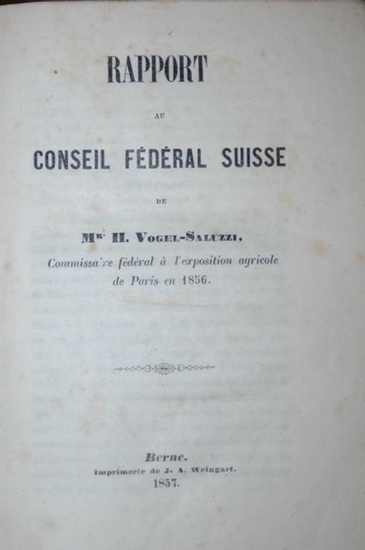 RAPPORT
AU
CONSEIL FÉDÉRAL SUISSE
DE
Mr. H. VOGEL-SALUZZI,
Commissaire fédéral à l'exposition agricole
de Paris en 1856.
Berne.
Imprimerie de J. A. Weingart.
1857.